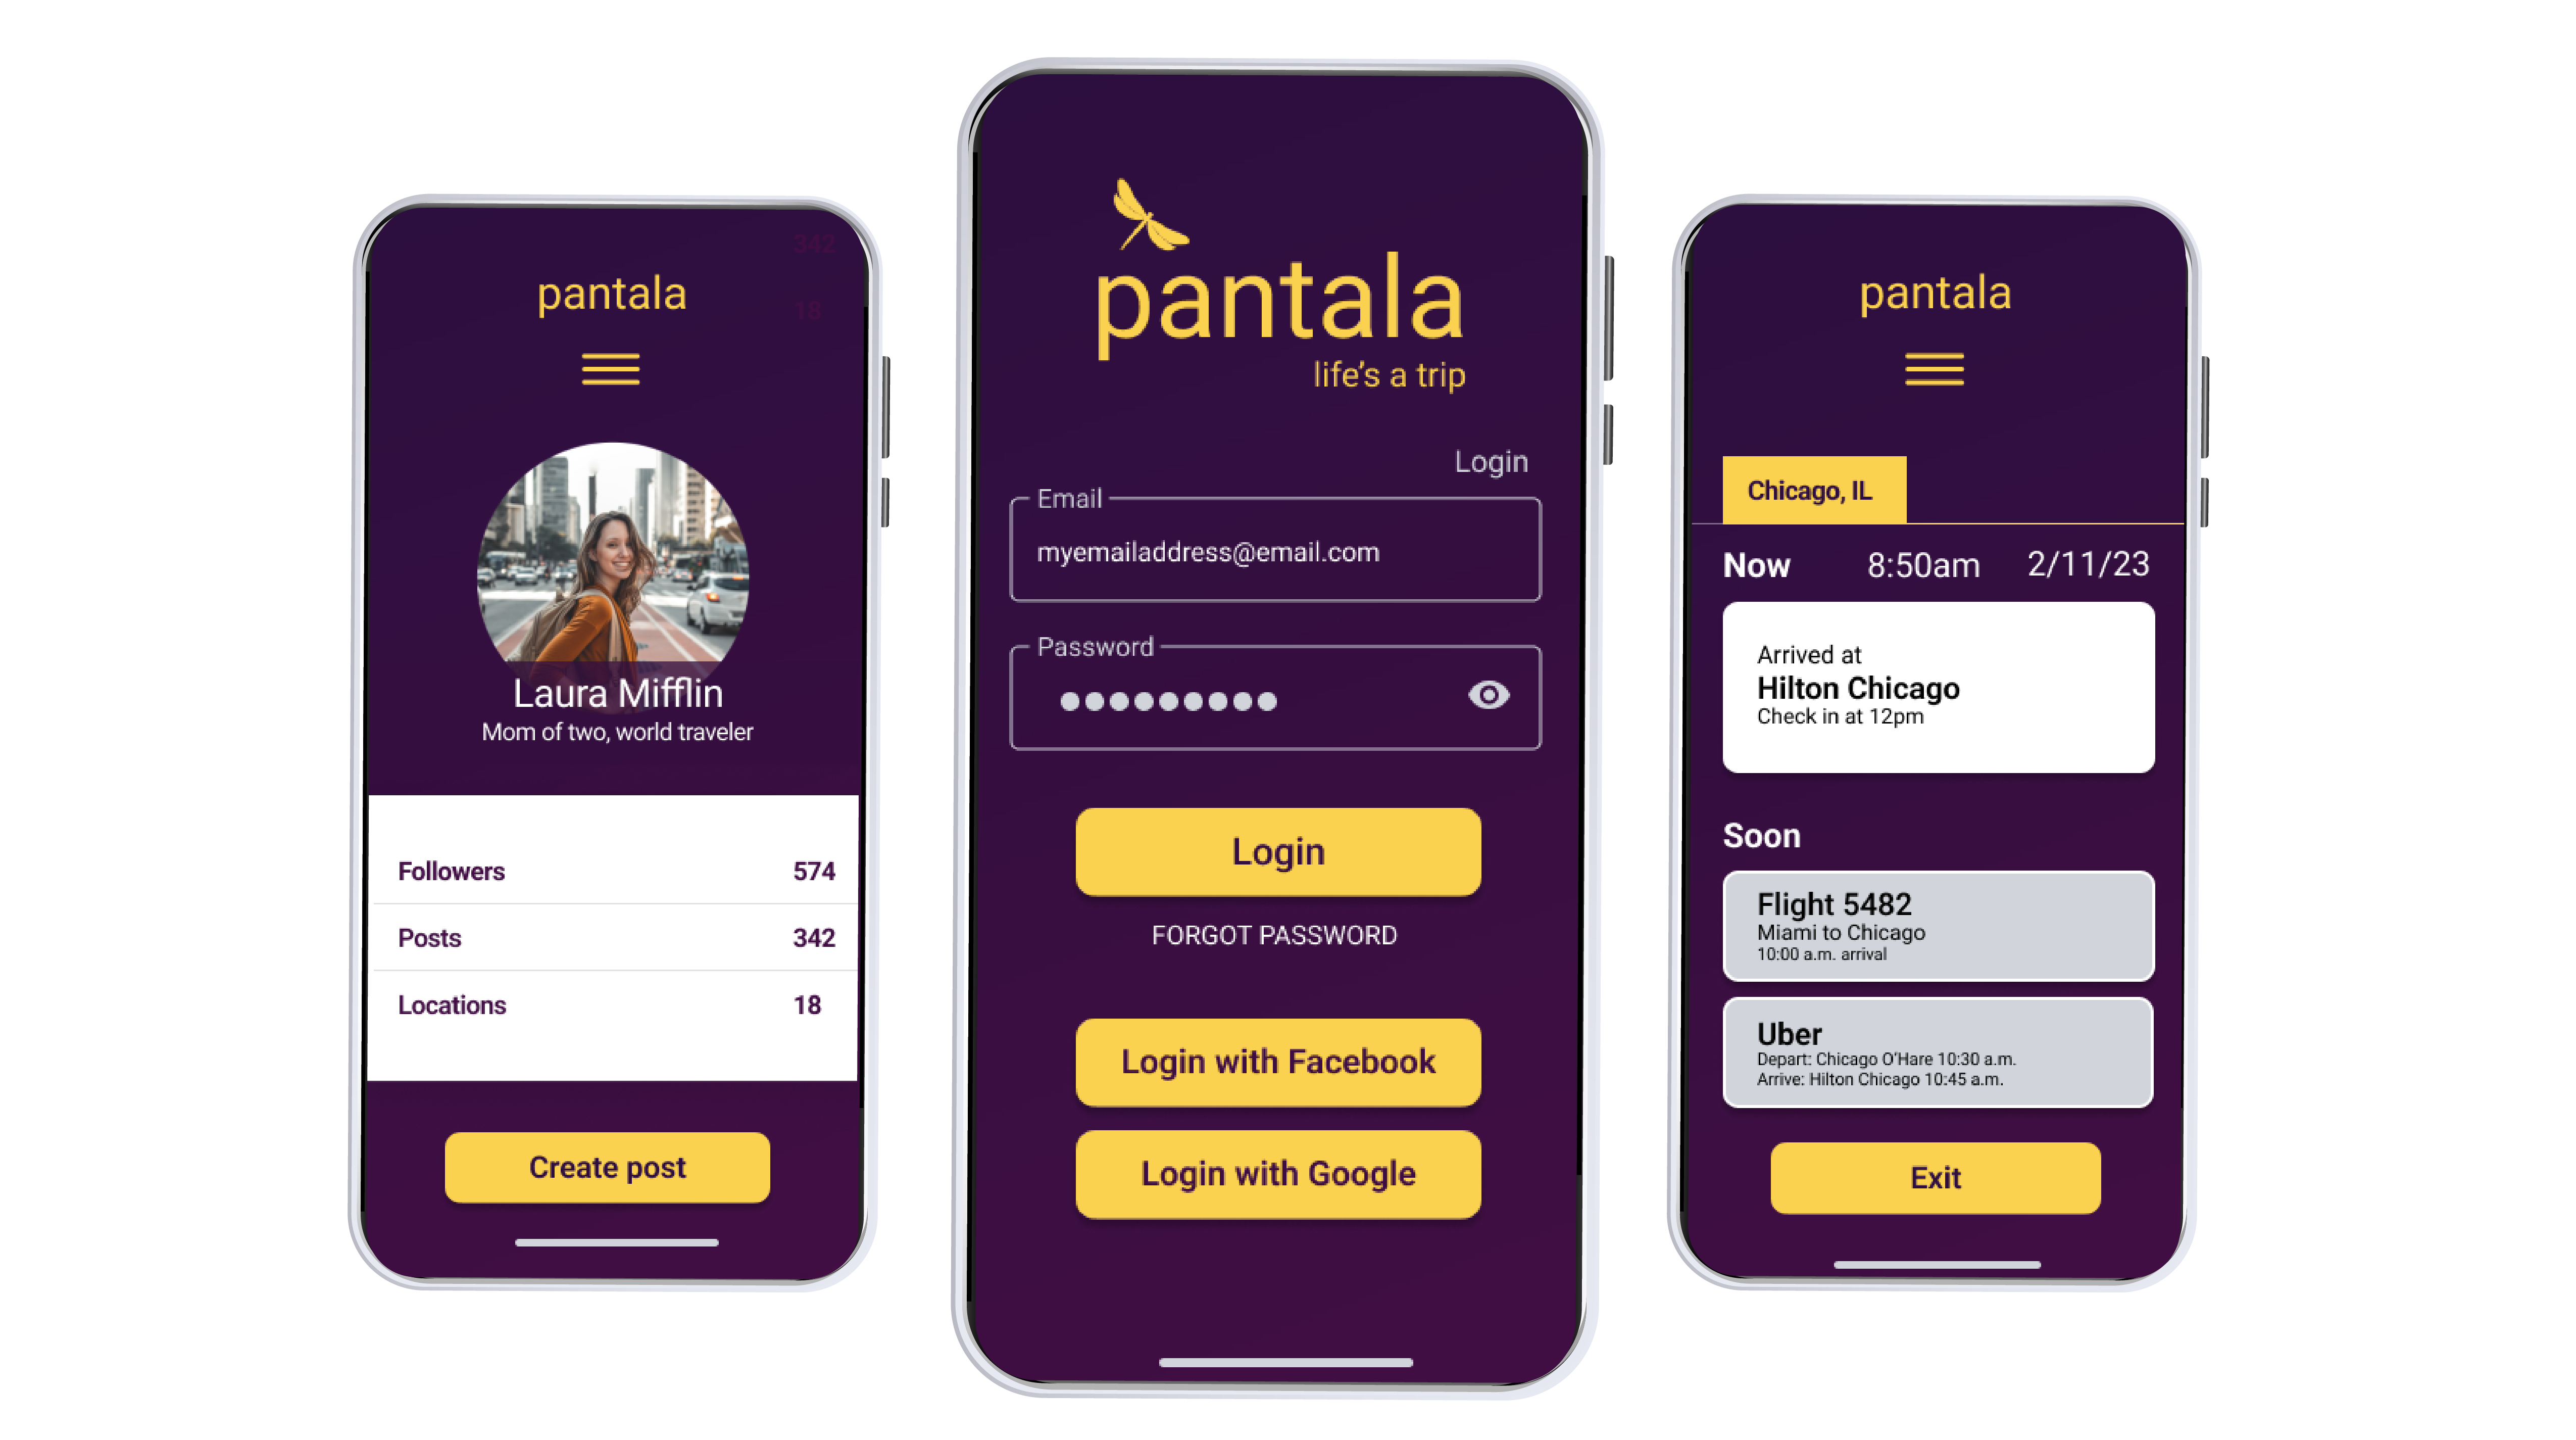 342
pantala
18
Laura Mifflin
Mom of two, world traveler
Followers 574
Posts 342
Locations 18
Create post
pantala
life's a trip
Login
Email
myemailaddress@email.com
Password
Login
FORGOT PASSWORD
Login with Facebook
Login with Google
pantala
Chicago, IL
Now 8:50am 2/11/23
Arrived at
Hilton Chicago
Check in at 12pm
Soon
Flight 5482
Miami to Chicago
10:00 a.m. arrival
Uber
Depart: Chicago O'Hare 10:30 a.m.
Arrive: Hilton Chicago 10:45 a.m.
Exit